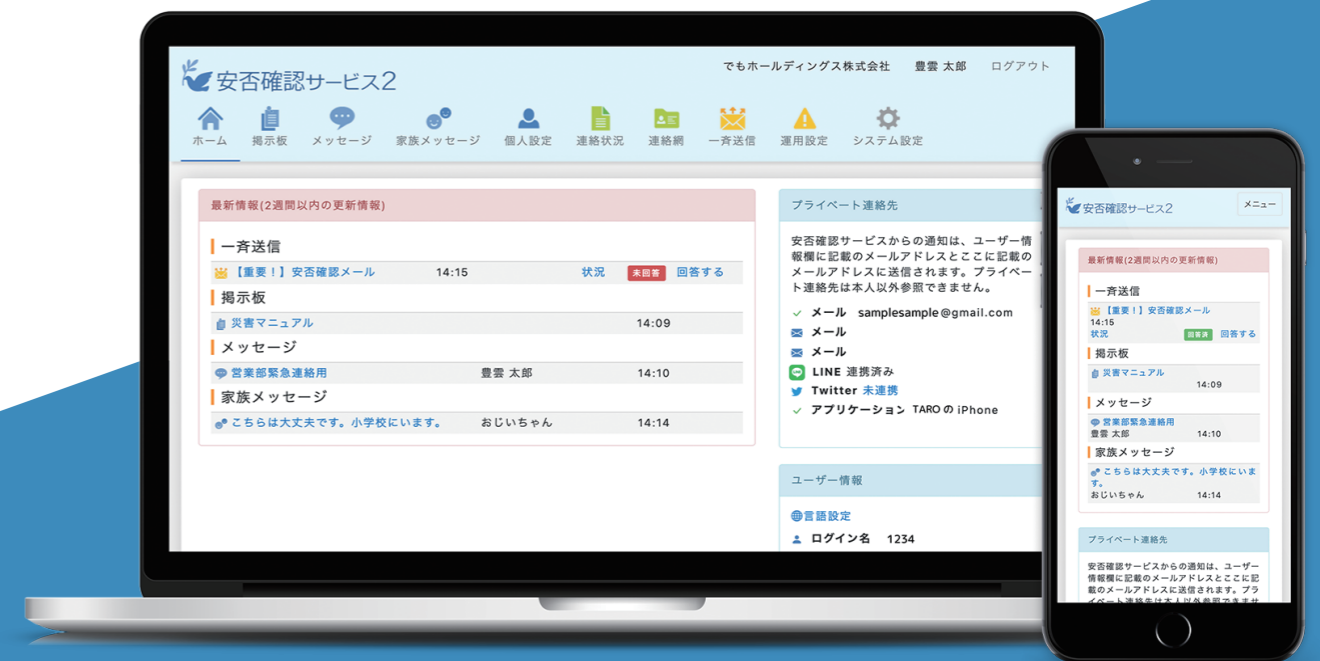 安否確認サービス2
でもホールディングス株式会社 豊雲 太郎 ログアウト
ホーム 掲示板 メッセージ 家族メッセージ 個人設定 連絡状況 連絡網 一斉送信 運用設定 システム設定
最新情報(2週間以内の更新情報)
一斉送信
【重要！】安否確認メール 14:15 状況 未回答 回答する
掲示板
災害マニュアル 14:09
メッセージ
営業部緊急連絡用 豊雲 太郎 14:10
家族メッセージ
こちらは大丈夫です。小学校にいます。 おじいちゃん 14:14
プライベート連絡先
安否確認サービスからの通知は、ユーザー情
報欄に記載のメールアドレスとここに記載の
メールアドレスに送信されます。プライベー
ト連絡先は本人以外参照できません。
メール samplesample@gmail.com
メール
メール
LINE 連携済み
Twitter 未連携
アプリケーション TARO の iPhone
ユーザー情報
言語設定
ログイン名 1234
安否確認サービス2
メニュー
最新情報(2週間以内の更新情報)
一斉送信
【重要！】安否確認メール
14:15
状況 回答済 回答する
掲示板
災害マニュアル
14:09
メッセージ
営業部緊急連絡用
豊雲 太郎 14:10
家族メッセージ
こちらは大丈夫です。小学校にいま
す。
おじいちゃん 14:14
プライベート連絡先
安否確認サービスからの通知は、ユーザー
情報欄に記載のメールアドレスとここに記
載のメールアドレスに送信されます。プラ
イベート連絡先は本人以外参照できませ